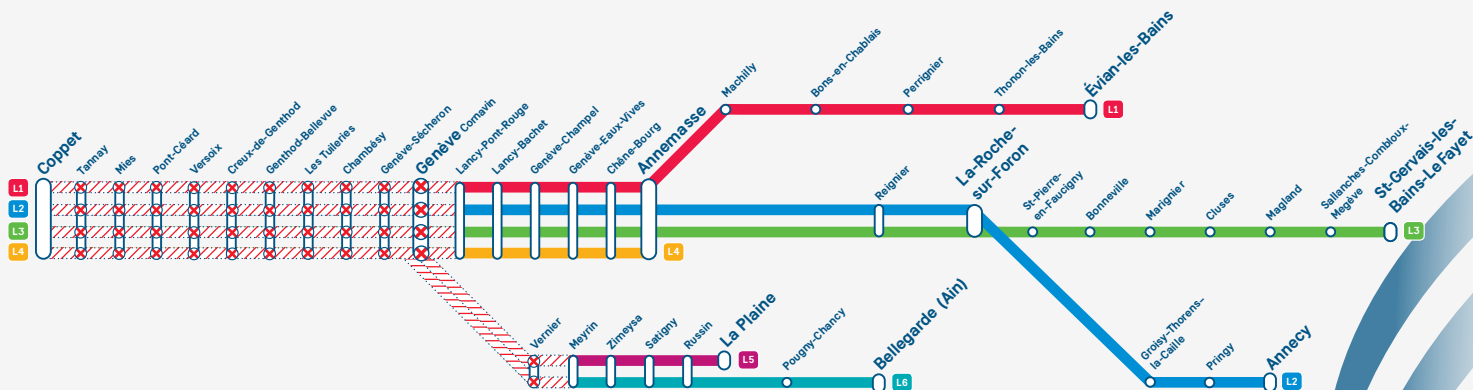 Coppet
Tannay
Mies
Pont-Céard
Versoix
Creux-de-Genthod
Genthod-Bellevue
Les Tuileries
Chambésy
Genève-Sécheron
Genève Cornavin
Lancy-Pont-Rouge
Lancy-Bachet
Genève-Champel
Genève-Eaux-Vives
Chêne-Bourg
Annemasse
Machilly
Bons-en-Chablais
Perrignier
Thonon-les-Bains
Évian-les-Bains
L1
L1
L2
L3
L4
L4
Reignier
La-Roche-
sur-Foron
St-Pierre-
en-Faucigny
Bonneville
Marignier
Cluses
Magland
Sallanches-Combloux-
Megève
St-Gervais-les-
Bains-Le Fayet
L3
Vernier
Meyrin
Zimeysa
Satigny
Russin
La Plaine
L5
Pougny-Chancy
Bellegarde (Ain)
L6
Groisy-Thorens-
la-Caille
Pringy
Annecy
L2